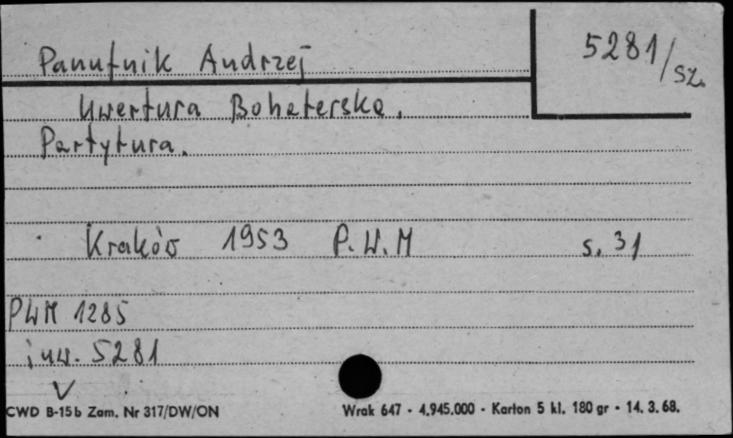 Panufnik Andrzej
5281/sz.
Uwertura Bohaterska.
Partytura.
Kraków 1953 P.W.M s. 31
PWM 1285
inw. 5281
V
CWD B-15b Zam. Nr 317/DW/ON Wrak 647 - 4.945.000 - Karton 5 kl. 180 gr - 14. 3. 68.